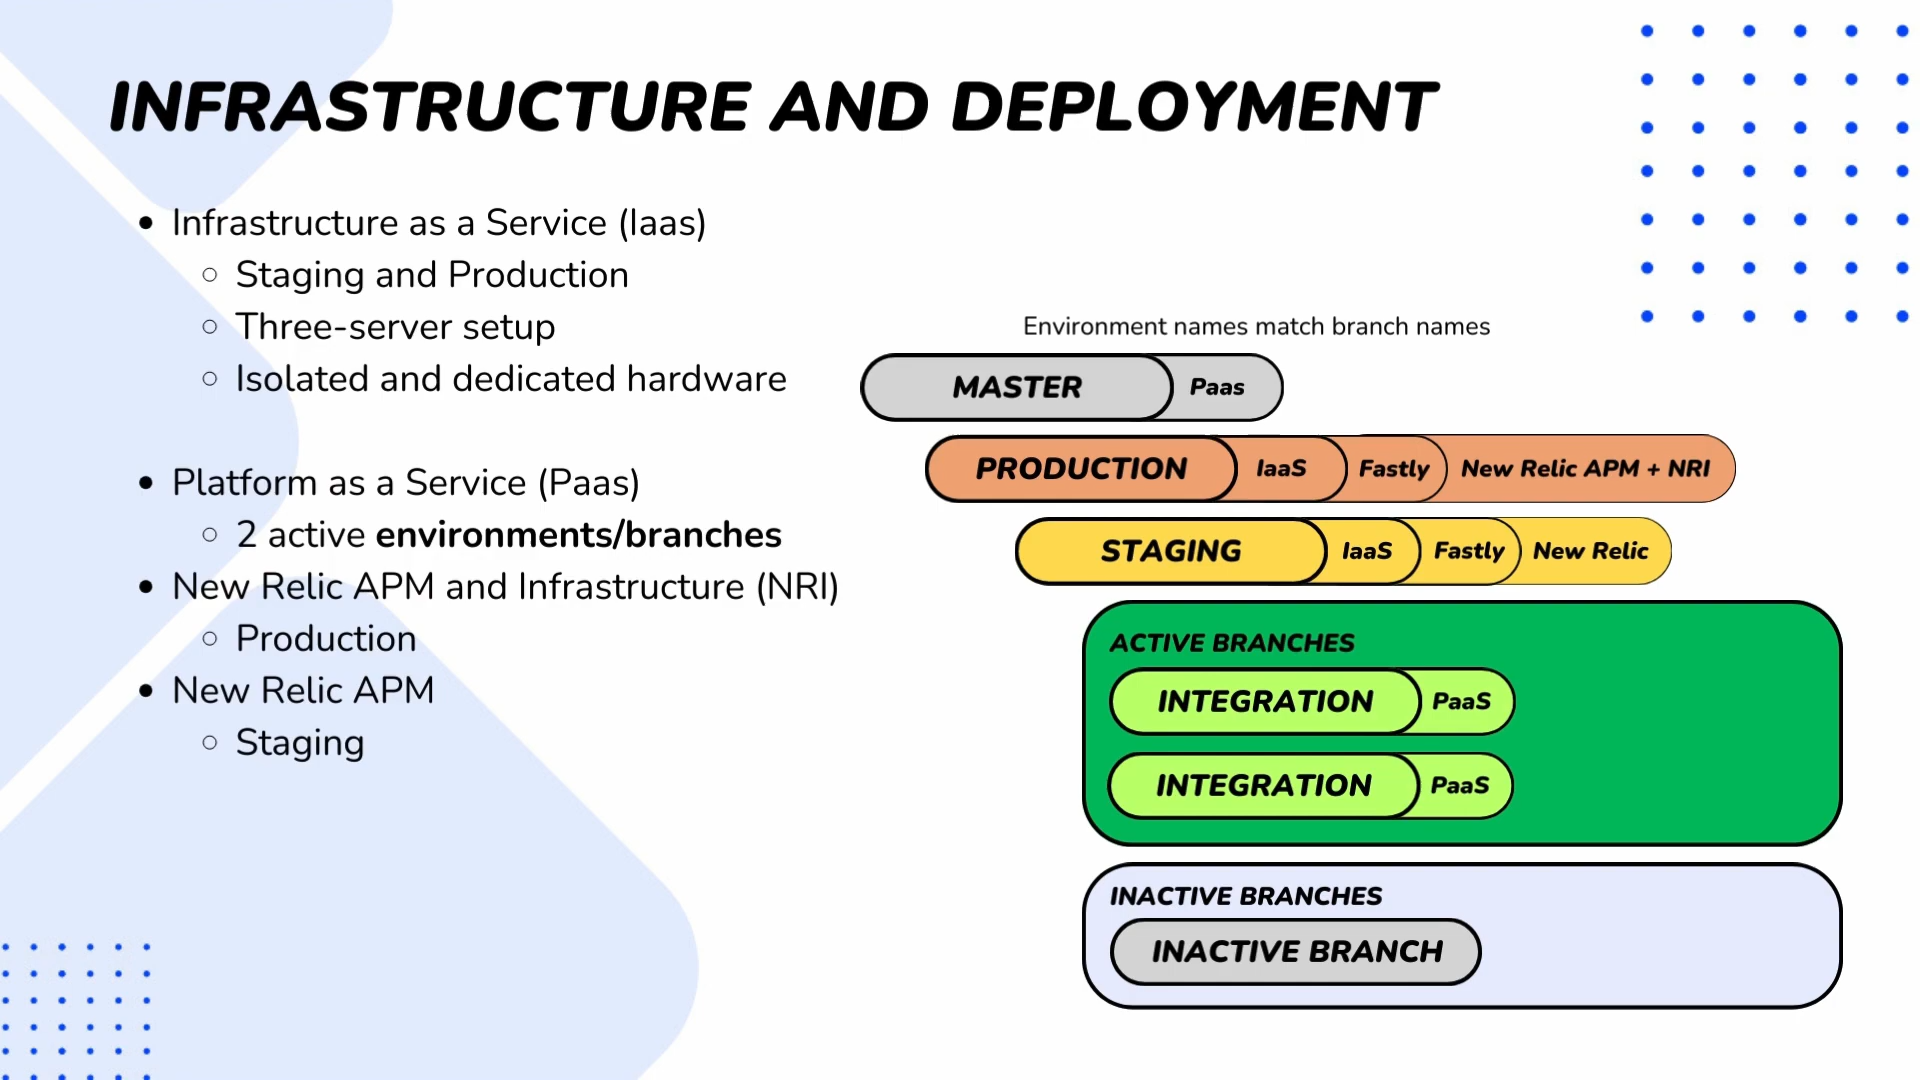 INFRASTRUCTURE AND DEPLOYMENT
Infrastructure as a Service (Iaas)
Staging and Production
Three-server setup
Isolated and dedicated hardware
Platform as a Service (Paas)
2 active environments/branches
New Relic APM and Infrastructure (NRI)
Production
New Relic APM
Staging
Environment names match branch names
MASTER Paas
PRODUCTION IaaS Fastly New Relic APM + NRI
STAGING IaaS Fastly New Relic
ACTIVE BRANCHES
INTEGRATION PaaS
INTEGRATION PaaS
INACTIVE BRANCHES
INACTIVE BRANCH